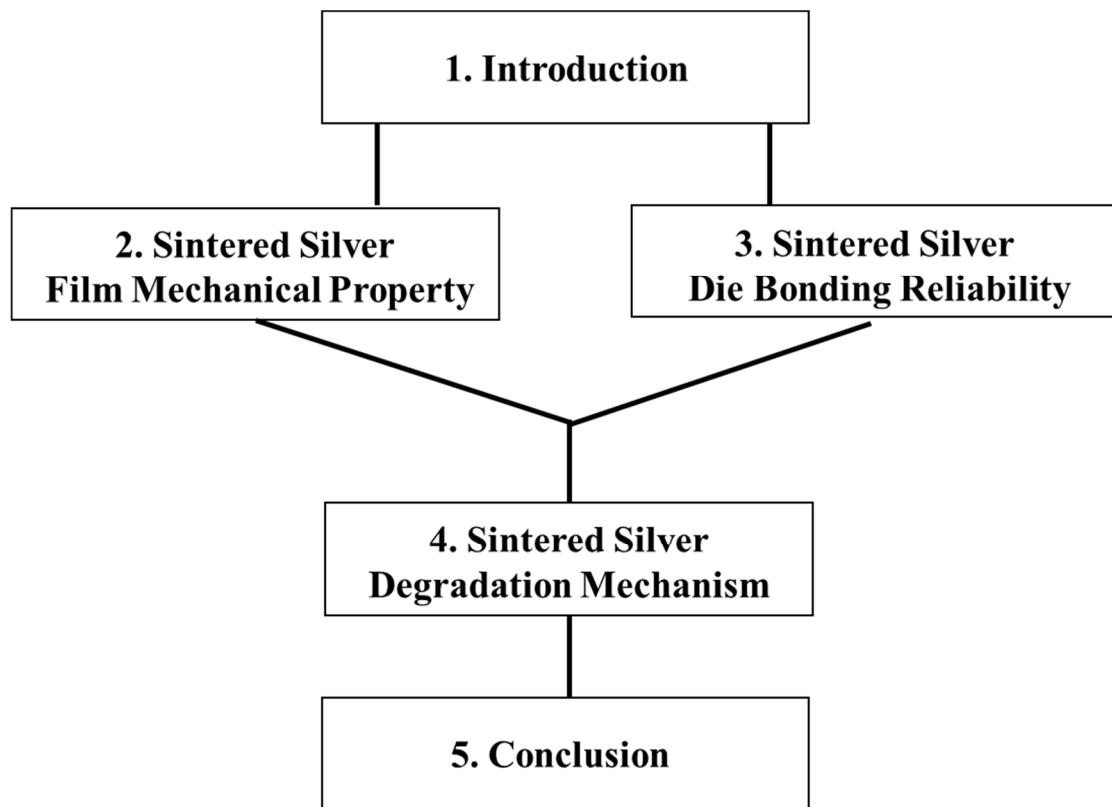 1. Introduction
2. Sintered Silver
Film Mechanical Property
3. Sintered Silver
Die Bonding Reliability
4. Sintered Silver
Degradation Mechanism
5. Conclusion